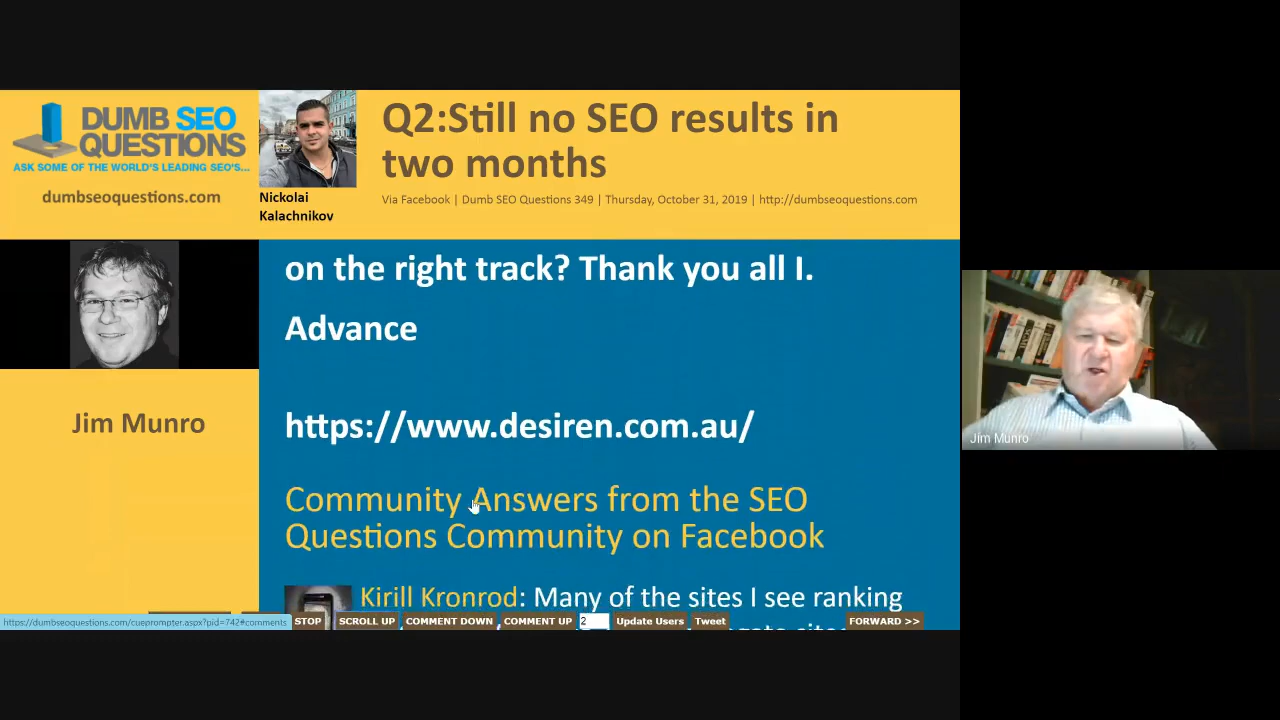 DUMB SEO
QUESTIONS
ASK SOME OF THE WORLD'S LEADING SEO'S...
dumbseoquestions.com
Nickolai
Kalachnikov
Q2:Still no SEO results in
two months
Via Facebook | Dumb SEO Questions 349 | Thursday, October 31, 2019 | http://dumbseoquestions.com
Jim Munro
on the right track? Thank you all I.
Advance
https://www.desiren.com.au/
Community Answers from the SEO
Questions Community on Facebook
Kirill Kronrod: Many of the sites I see ranking
https://dumbseoquestions.com/cueprompter.aspx?pid=742#comments
STOP
SCROLL UP
COMMENT DOWN
COMMENT UP
2
Update Users
Tweet
FORWARD >>
Jim Munro